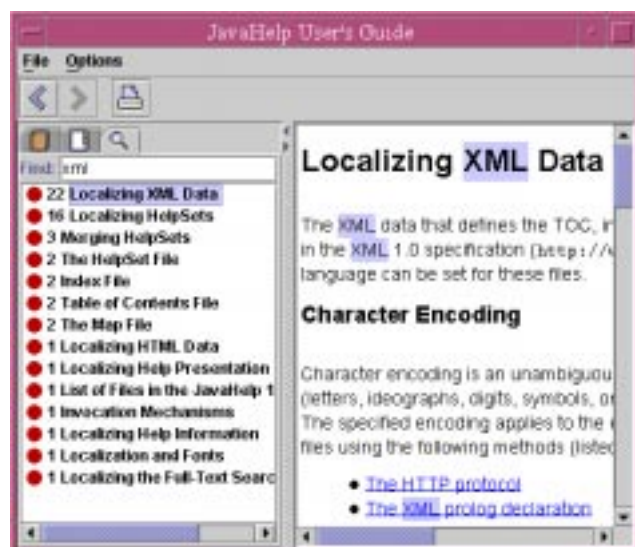 JavaHelp User's Guide
File Options
Find: xml
22 Localizing XML Data
16 Localizing HelpSets
3 Merging HelpSets
2 The HelpSet File
2 Index File
2 Table of Contents File
2 The Map File
1 Localizing HTML Data
1 Localizing Help Presentation
1 List of Files in the JavaHelp 1
1 Invocation Mechanisms
1 Localizing Help Information
1 Localization and Fonts
1 Localizing the Full-Text Searc
Localizing XML Data
The XML data that defines the TOC,
in the XML 1.0 specification (http://
language can be set for these files.
Character Encoding
Character encoding is an unambiguou
(letters, ideographs, digits, symbols, o
The specified encoding applies to the
files using the following methods (listed
• The HTTP protocol
• The XML prolog declaration